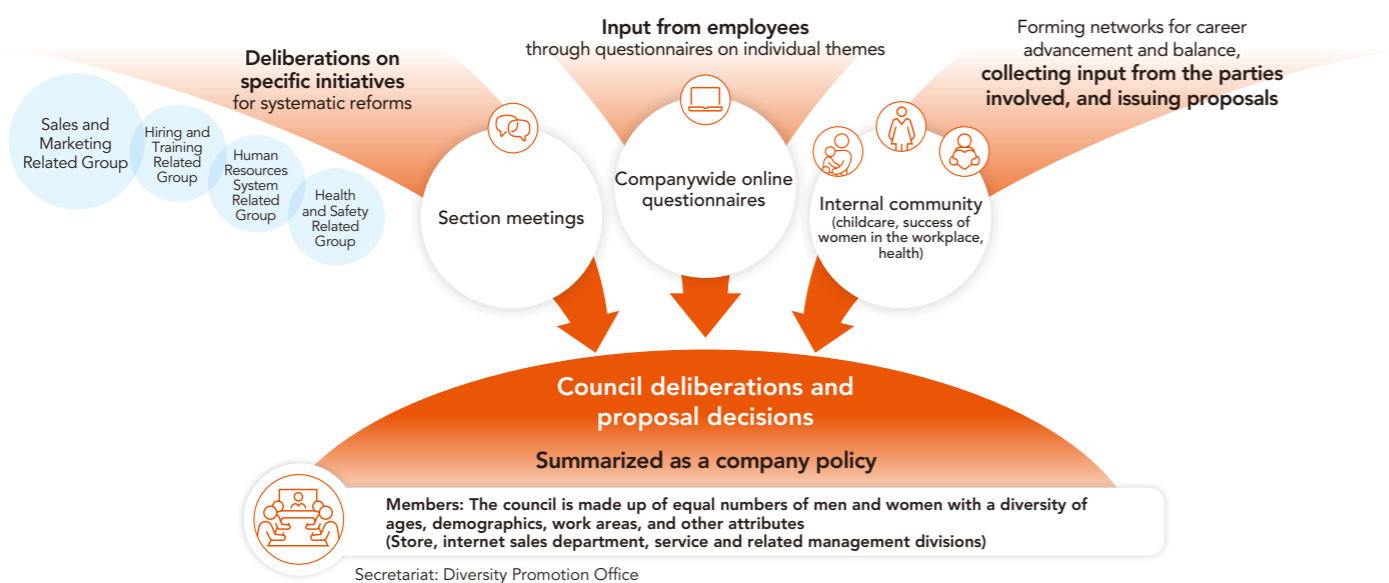 Deliberations on
specific initiatives
for systematic reforms
Sales and
Marketing
Related Group
Hiring and
Training
Related
Group
Human
Resources
System
Related
Group
Health
and Safety
Related
Group
Section meetings
Input from employees
through questionnaires on individual themes
Companywide online
questionnaires
Forming networks for career
advancement and balance,
collecting input from the parties
involved, and issuing proposals
Internal community
(childcare, success of
women in the workplace,
health)
Council deliberations and
proposal decisions
Summarized as a company policy
Members: The council is made up of equal numbers of men and women with a diversity of
ages, demographics, work areas, and other attributes
(Store, internet sales department, service and related management divisions)
Secretariat: Diversity Promotion Office